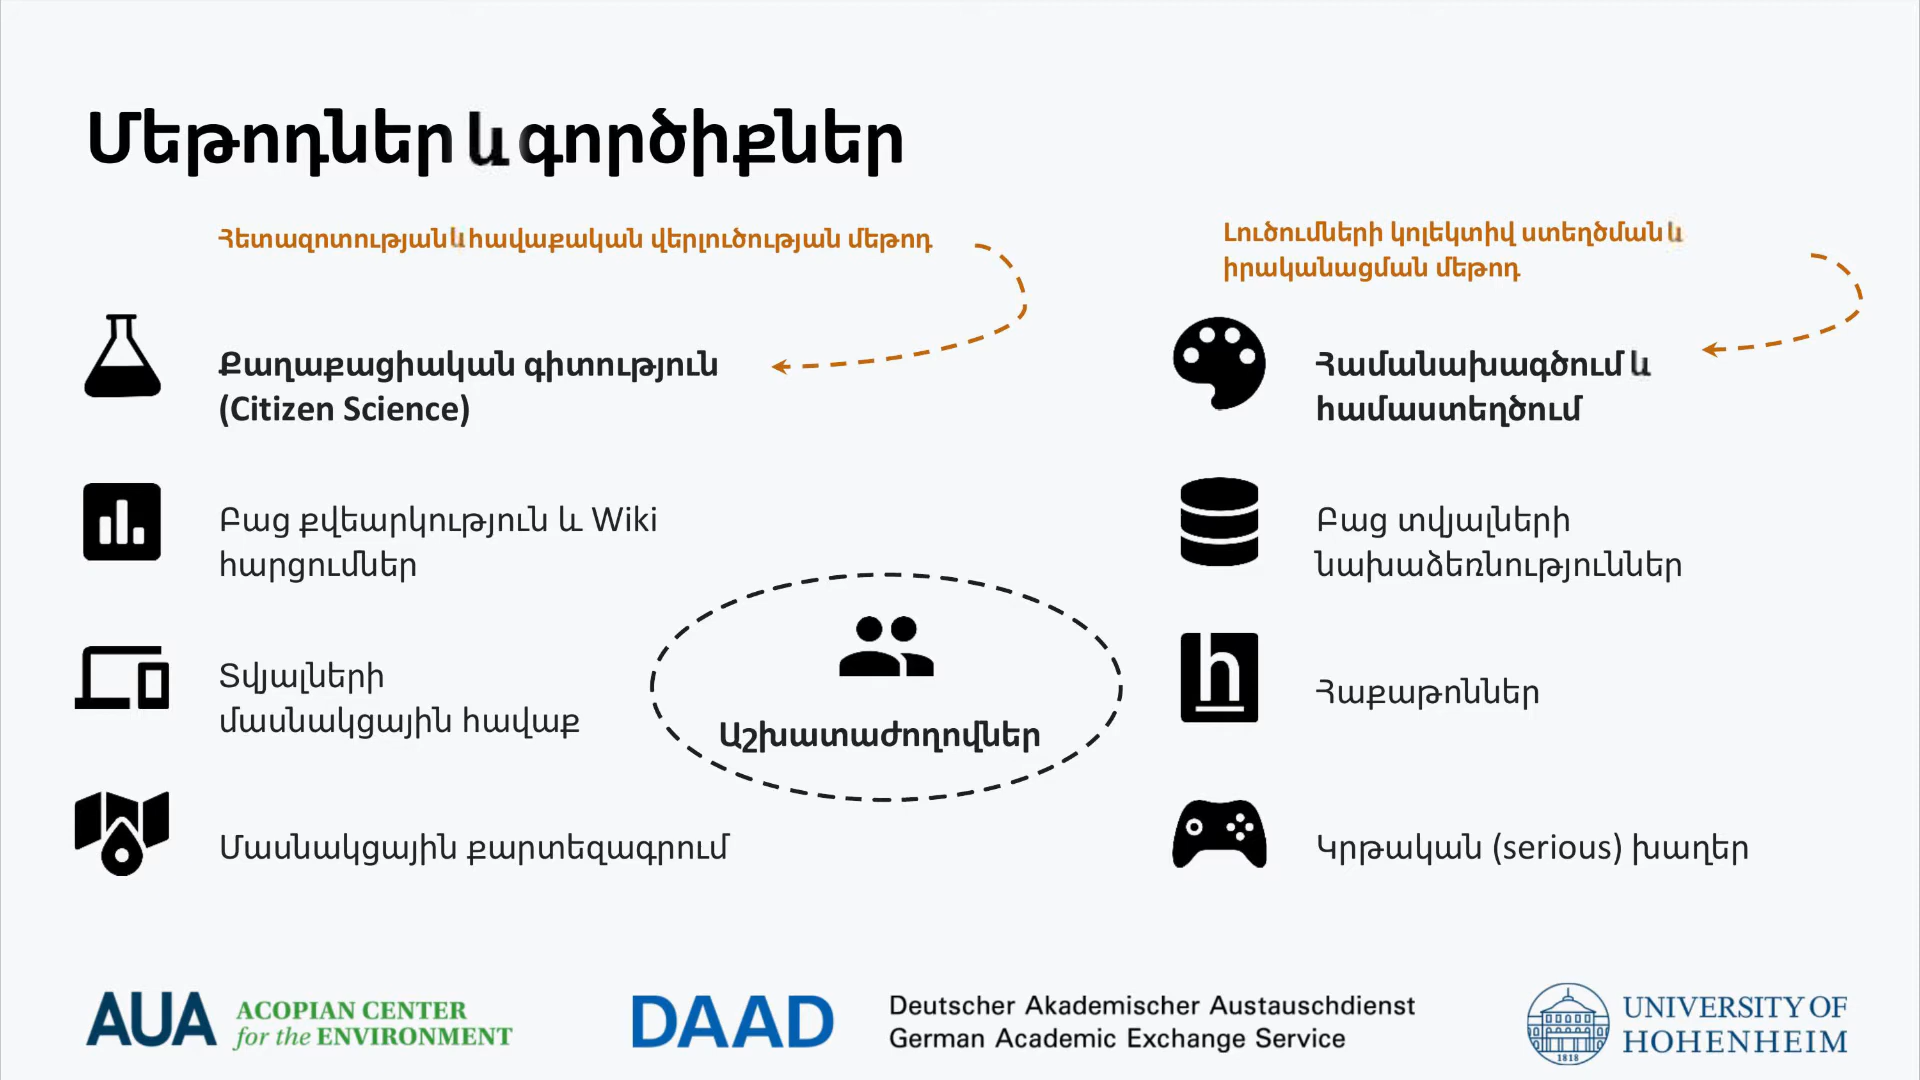 Մեթոդներ և գործիքներ
Հետազոտության և հավաքական վերլուծության մեթոդ
Քաղաքացիական գիտություն
(Citizen Science)
Բաց քվեարկություն և Wiki
հարցումներ
Տվյալների
մասնակցային հավաք
Մասնակցային քարտեզագրում
Աշխատաժողովներ
Լուծումների կոլեկտիվ ստեղծման և
իրականացման մեթոդ
Համանախագծում և
համաստեղծում
Բաց տվյալների
նախաձեռնություններ
h
Հաքաթոններ
Կրթական (serious) խաղեր
AUA ACOPIAN CENTER
for the ENVIRONMENT
DAAD
Deutscher Akademischer Austauschdienst
German Academic Exchange Service
1818
UNIVERSITY OF
HOHENHEIM